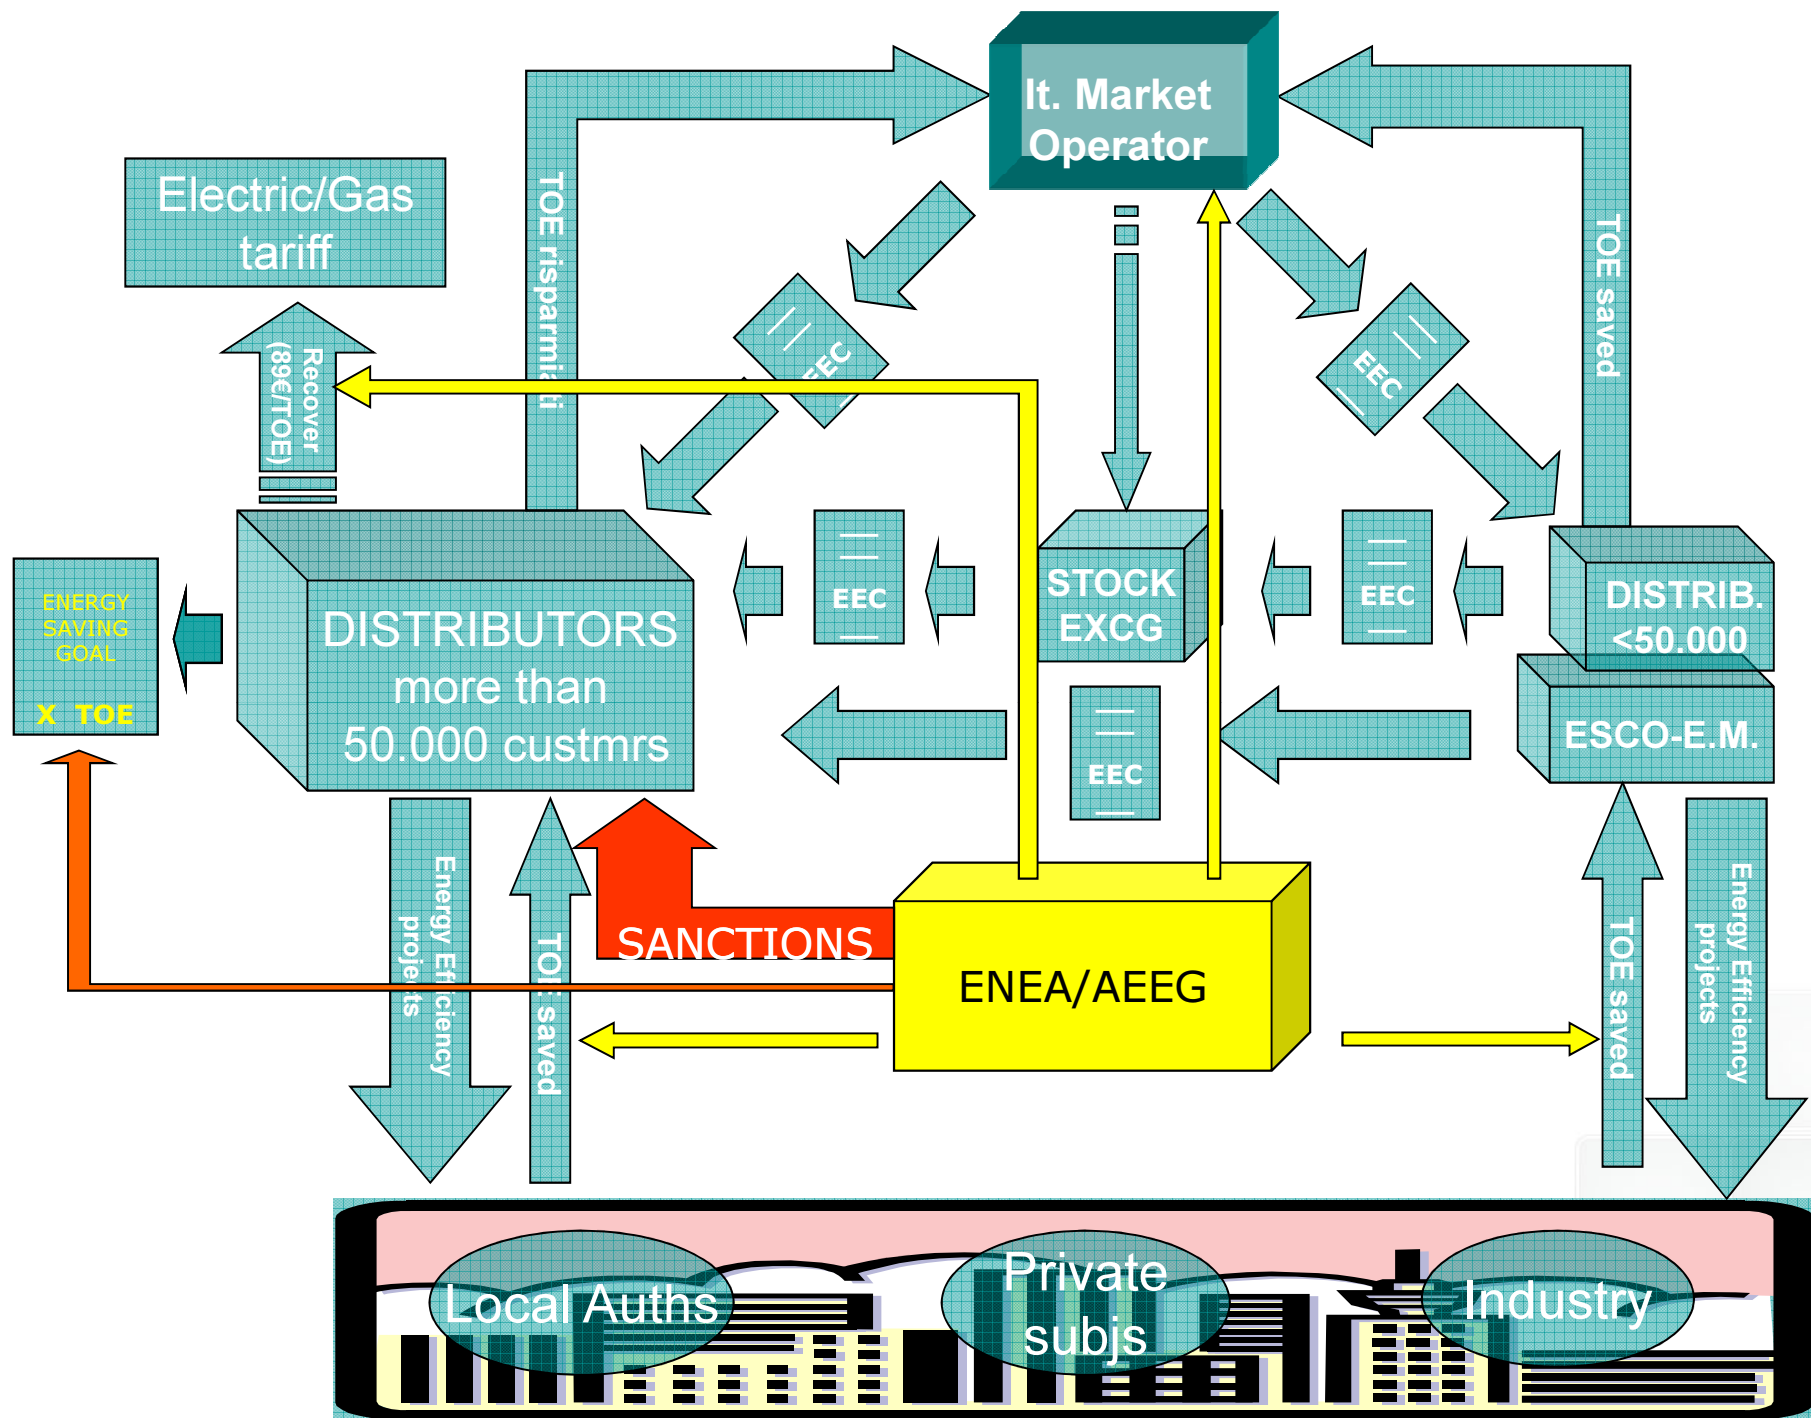 It. Market
Operator
Electric/Gas
tariff
TOE risparmiati
TOE saved
Recover
(89€/TOE)
EEC
EEC
ENERGY
SAVING
GOAL
X TOE
DISTRIBUTORS
more than
50.000 custmrs
EEC
STOCK
EXCG
EEC
DISTRIB.
<50.000
EEC
ESCO-E.M.
Energy Efficiency
projects
TOE saved
SANCTIONS
ENEA/AEEG
TOE saved
Energy Efficiency
projects
Local Auths
Private
subjs
Industry